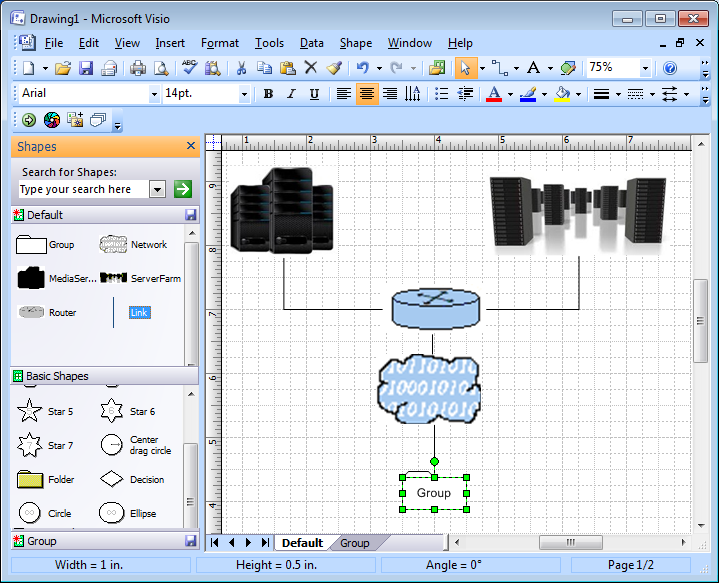 Drawing1 - Microsoft Visio
File Edit View Insert Format Tools Data Shape Window Help
75%
Arial 14pt. B I U A
Shapes
1 2 3 4 5 6 7
Search for Shapes:
Type your search here
Default
Group Network
MediaSer... ServerFarm
Router Link
Basic Shapes
Star 5 Star 6
Star 7 Center drag circle
Folder Decision
Circle Ellipse
Group
9
8
7
6
5
4
Group
Default Group
Width = 1 in. Height = 0.5 in. Angle = 0° Page1/2